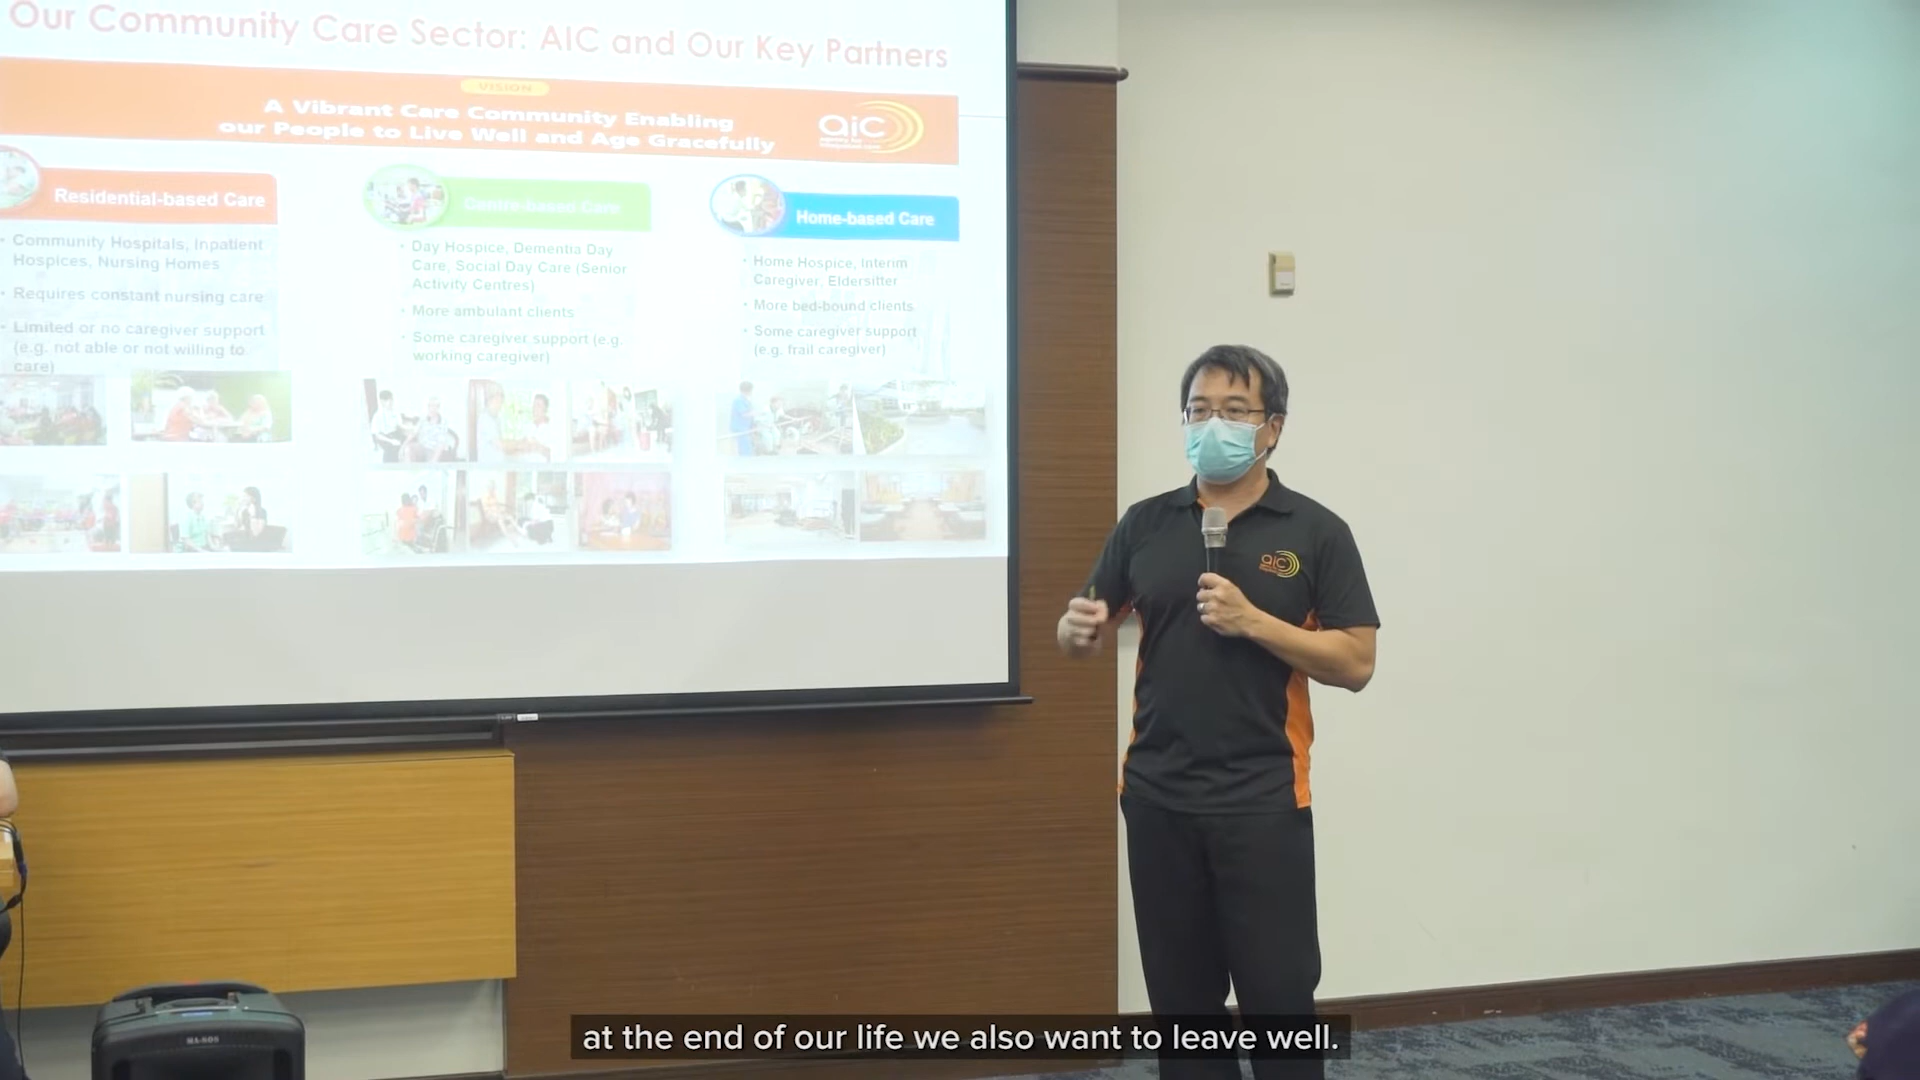 Our Community Care Sector: AIC and Our Key Partners
VISION
A Vibrant Care Community Enabling
our People to Live Well and Age Gracefully
aic
Residential-based Care
• Community Hospitals, Inpatient
Hospices, Nursing Homes
• Requires constant nursing care
• Limited or no caregiver support
(e.g. not able or not willing to
care)
Centre-based Care
• Day Hospice, Dementia Day
Care, Social Day Care (Senior
Activity Centres)
• More ambulant clients
• Some caregiver support (e.g.
working caregiver)
Home-based Care
• Home Hospice, Interim
Caregiver, Eldersitter
• More bed-bound clients
• Some caregiver support
(e.g. frail caregiver)
aic
at the end of our life we also want to leave well.